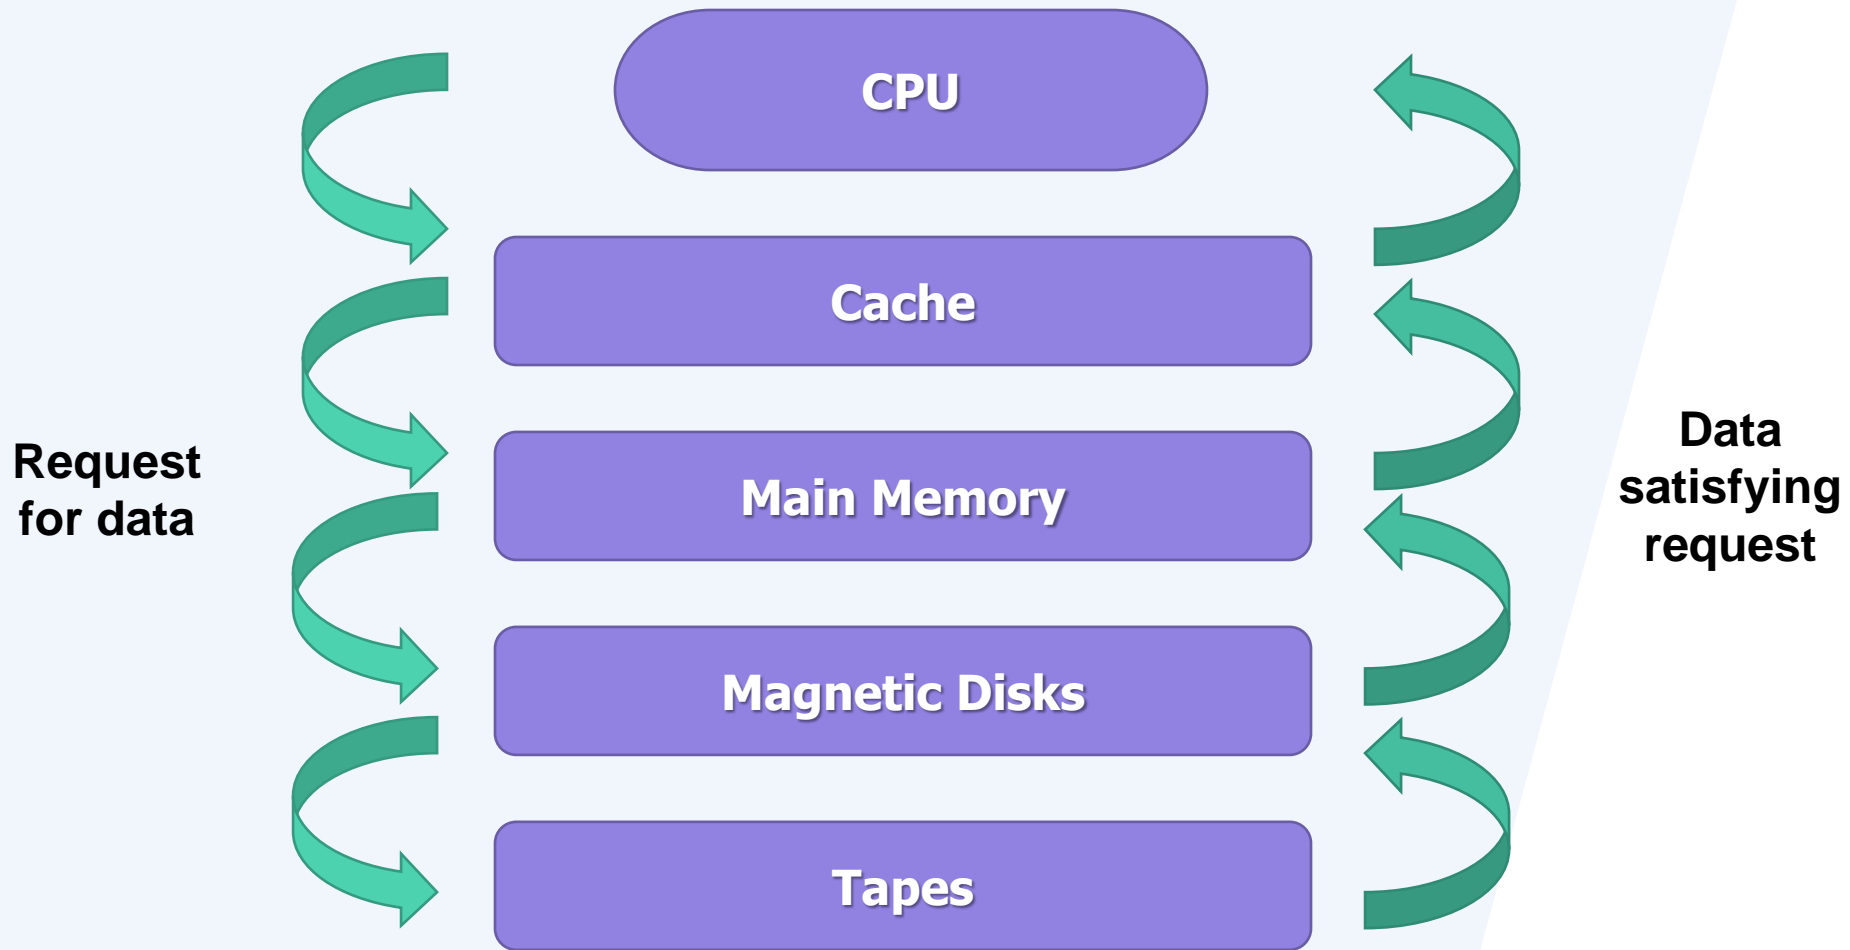 CPU
Cache
Main Memory
Magnetic Disks
Tapes
Request
for data
Data
satisfying
request